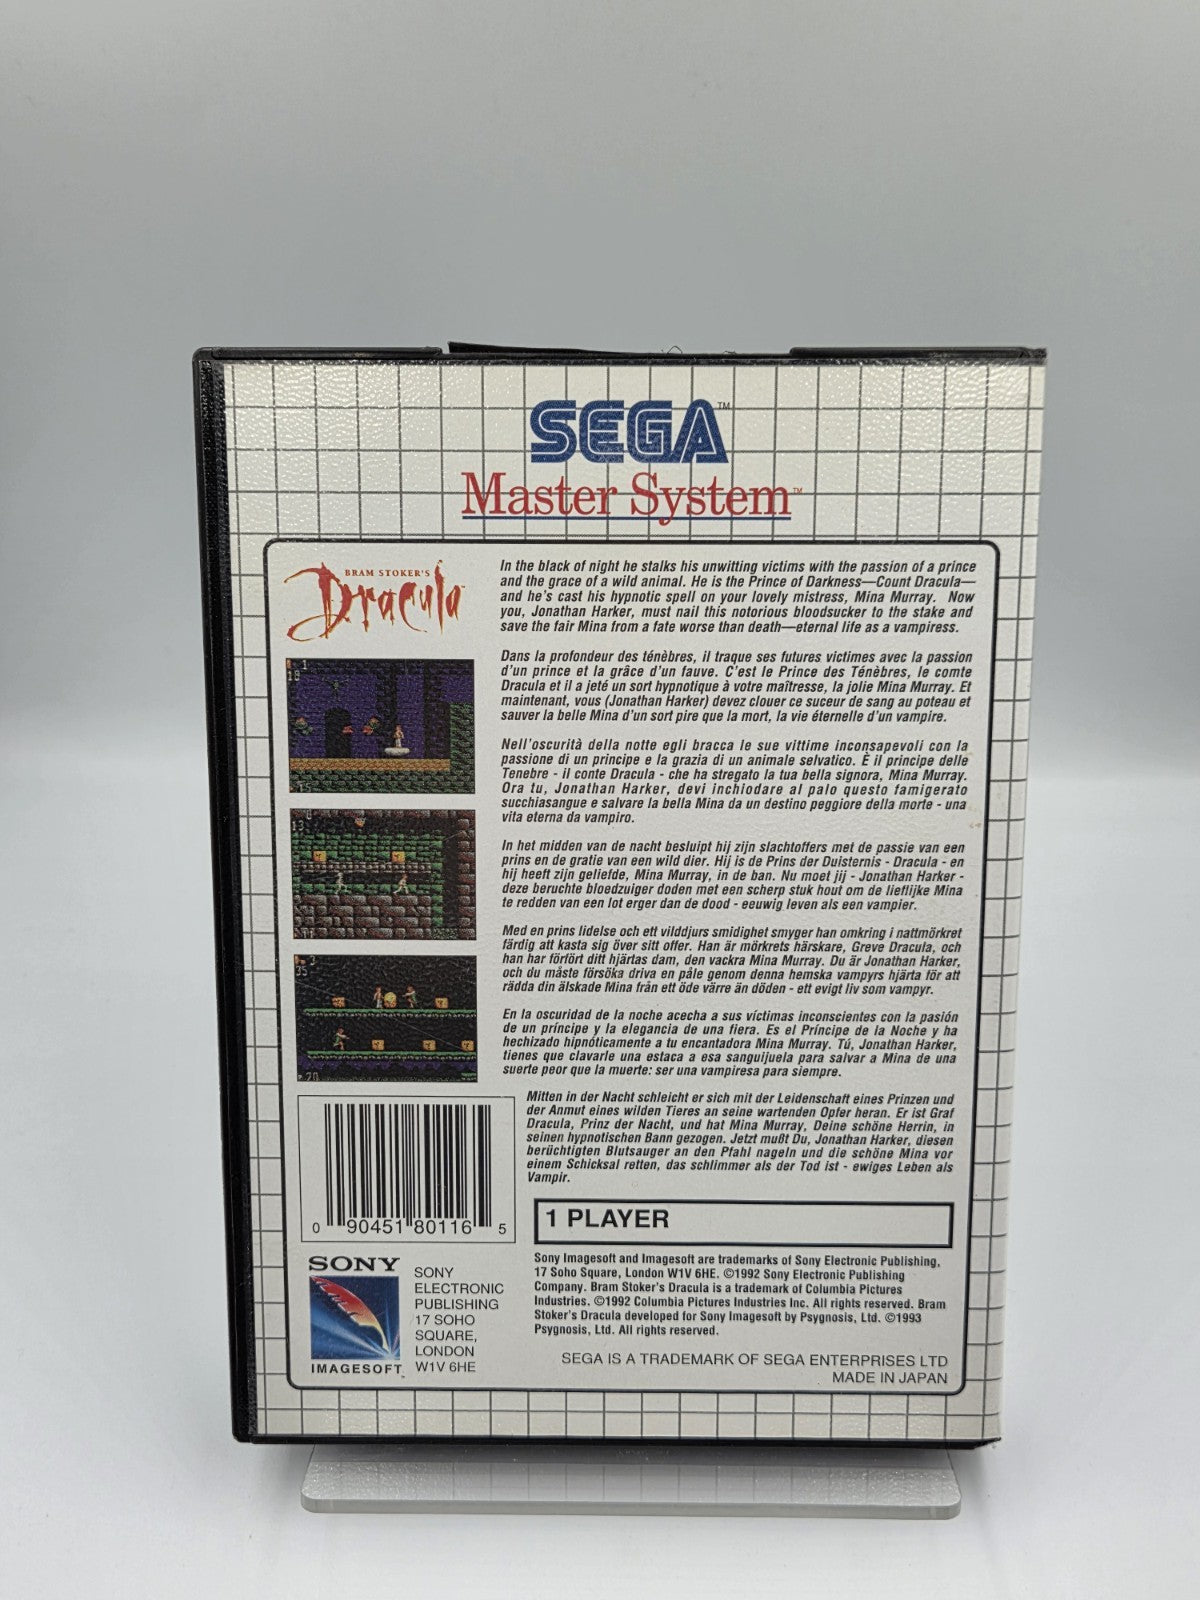 SEGA™
Master System™
BRAM STOKER'S
Dracula™
In the black of night he stalks his unwitting victims with the passion of a prince
and the grace of a wild animal. He is the Prince of Darkness—Count Dracula—
and he's cast his hypnotic spell on your lovely mistress, Mina Murray. Now
you, Jonathan Harker, must nail this notorious bloodsucker to the stake and
save the fair Mina from a fate worse than death—eternal life as a vampiress.
Dans la profondeur des ténèbres, il traque ses futures victimes avec la passion
d'un prince et la grâce d'un fauve. C'est le Prince des Ténèbres, le comte
Dracula et il a jeté un sort hypnotique à votre maîtresse, la jolie Mina Murray. Et
maintenant, vous (Jonathan Harker) devez clouer ce suceur de sang au poteau et
sauver la belle Mina d'un sort pire que la mort, la vie éternelle d'un vampire.
Nell'oscurità della notte egli bracca le sue vittime inconsapevoli con la
passione di un principe e la grazia di un animale selvatico. È il principe delle
Tenebre - il conte Dracula - che ha stregato la tua bella signora, Mina Murray.
Ora tu, Jonathan Harker, devi inchiodare al palo questo famigerato
succhiasangue e salvare la bella Mina da un destino peggiore della morte - una
vita eterna da vampiro.
In het midden van de nacht besluipt hij zijn slachtoffers met de passie van een
prins en de gratie van een wild dier. Hij is de Prins der Duisternis - Dracula - en
hij heeft zijn geliefde, Mina Murray, in de ban. Nu moet jij - Jonathan Harker -
deze beruchte bloedzuiger doden met een scherp stuk hout om de lieflijke Mina
te redden van een lot erger dan de dood - eeuwig leven als een vampier.
Med en prins lidelse och ett vilddjurs smidighet smyger han omkring i nattmörkret
färdig att kasta sig över sitt offer. Han är mörkrets härskare, Greve Dracula, och
han har förfört ditt hjärtas dam, den vackra Mina Murray. Du är Jonathan Harker,
och du måste försöka driva en påle genom denna hemska vampyrs hjärta för att
rädda din älskade Mina från ett öde värre än döden - ett evigt liv som vampyr.
En la oscuridad de la noche acecha a sus víctimas inconscientes con la pasión
de un príncipe y la elegancia de una fiera. Es el Príncipe de la Noche y ha
hechizado hipnóticamente a tu encantadora Mina Murray. Tú, Jonathan Harker,
tienes que clavarle una estaca a esa sanguijuela para salvar a Mina de una
suerte peor que la muerte: ser una vampiresa para siempre.
Mitten in der Nacht schleicht er sich mit der Leidenschaft eines Prinzen und
der Anmut eines wilden Tieres an seine wartenden Opfer heran. Er ist Graf
Dracula, Prinz der Nacht, und hat Mina Murray, Deine schöne Herrin, in
seinen hypnotischen Bann gezogen. Jetzt mußt Du, Jonathan Harker, diesen
berüchtigten Blutsauger an den Pfahl nageln und die schöne Mina vor
einem Schicksal retten, das schlimmer als der Tod ist - ewiges Leben als
Vampir.
0 90451 80116 5
1 PLAYER
SONY
IMAGESOFT
SONY
ELECTRONIC
PUBLISHING
17 SOHO
SQUARE,
LONDON
W1V 6HE
Sony Imagesoft and Imagesoft are trademarks of Sony Electronic Publishing,
17 Soho Square, London W1V 6HE. ©1992 Sony Electronic Publishing
Company. Bram Stoker's Dracula is a trademark of Columbia Pictures
Industries. ©1992 Columbia Pictures Industries Inc. All rights reserved. Bram
Stoker's Dracula developed for Sony Imagesoft by Psygnosis, Ltd. ©1993
Psygnosis, Ltd. All rights reserved.
SEGA IS A TRADEMARK OF SEGA ENTERPRISES LTD
MADE IN JAPAN